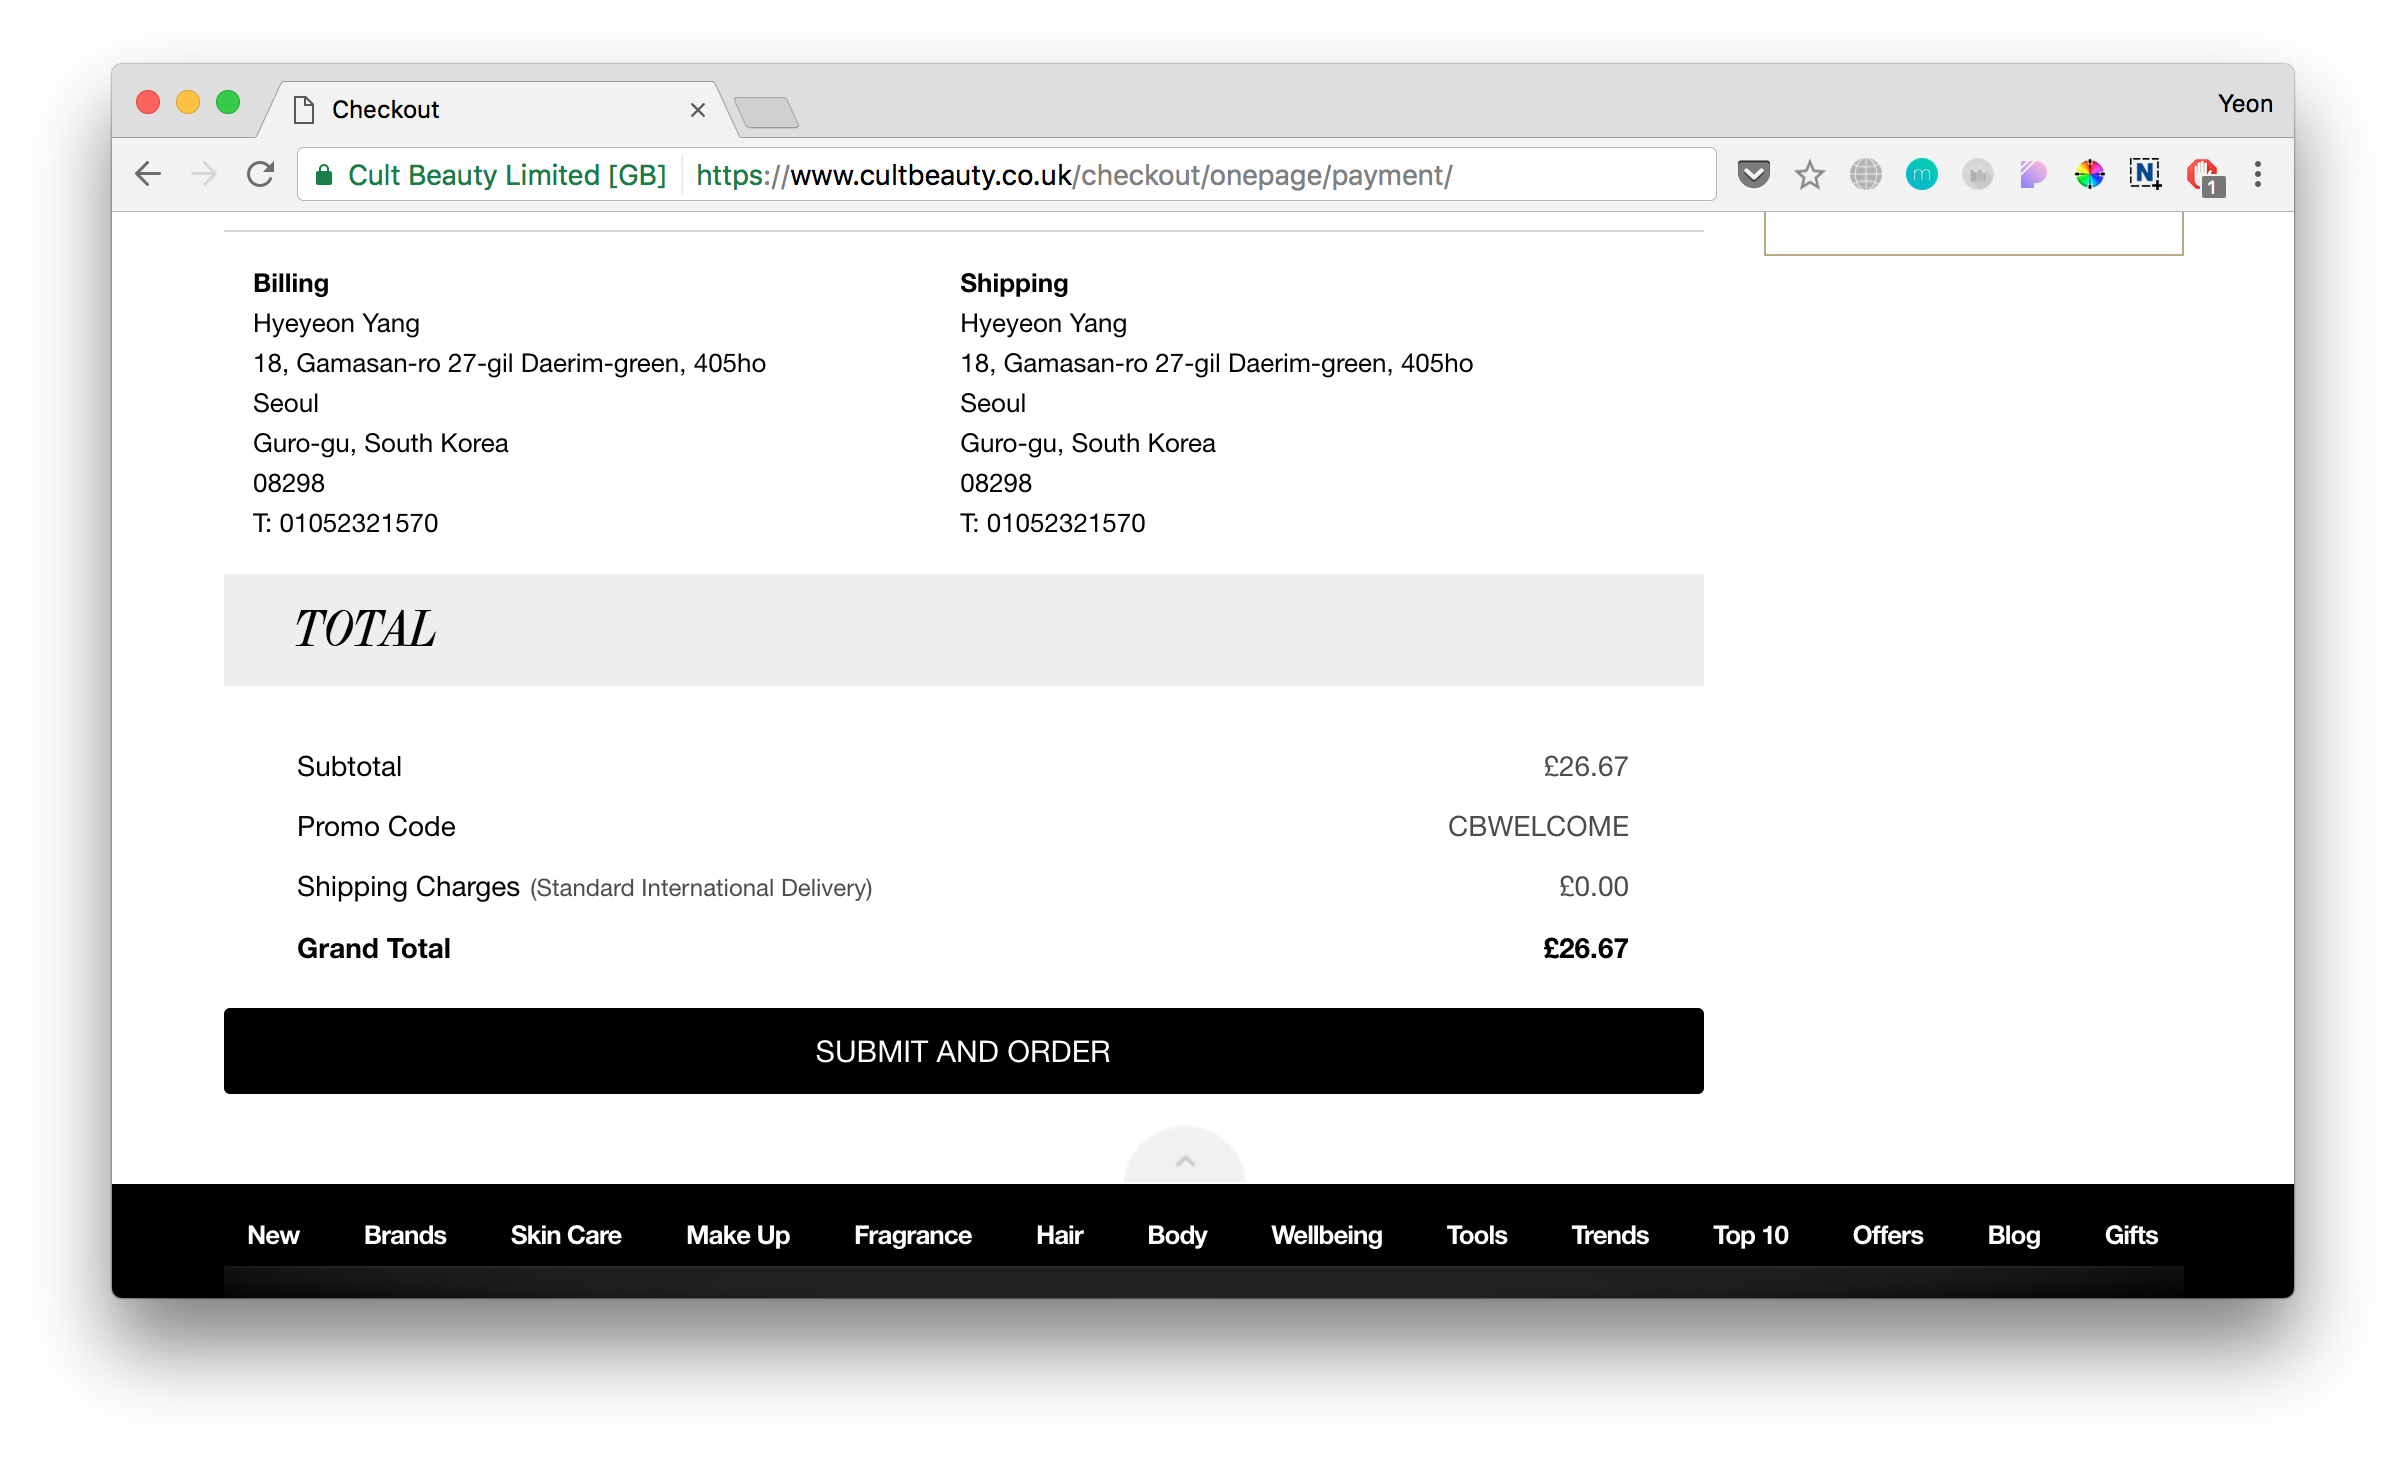 Checkout
Yeon
Cult Beauty Limited [GB] https://www.cultbeauty.co.uk/checkout/onepage/payment/
m
N
1
Billing
Hyeyeon Yang
18, Gamasan-ro 27-gil Daerim-green, 405ho
Seoul
Guro-gu, South Korea
08298
T: 01052321570
Shipping
Hyeyeon Yang
18, Gamasan-ro 27-gil Daerim-green, 405ho
Seoul
Guro-gu, South Korea
08298
T: 01052321570
TOTAL
Subtotal £26.67
Promo Code CBWELCOME
Shipping Charges (Standard International Delivery) £0.00
Grand Total £26.67
SUBMIT AND ORDER
New Brands Skin Care Make Up Fragrance Hair Body Wellbeing Tools Trends Top 10 Offers Blog Gifts